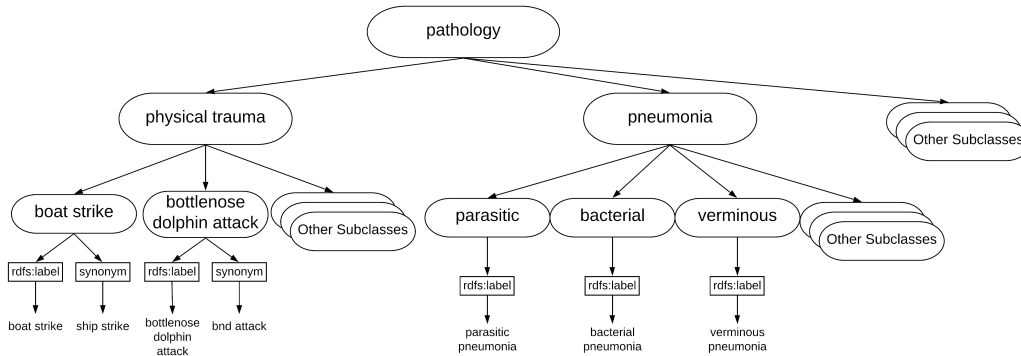 pathology
physical trauma
pneumonia
Other Subclasses
boat strike
bottlenose
dolphin attack
Other Subclasses
parasitic
bacterial
verminous
Other Subclasses
rdfs:label
synonym
rdfs:label
synonym
rdfs:label
rdfs:label
rdfs:label
boat strike
ship strike
bottlenose
dolphin
attack
bnd attack
parasitic
pneumonia
bacterial
pneumonia
verminous
pneumonia